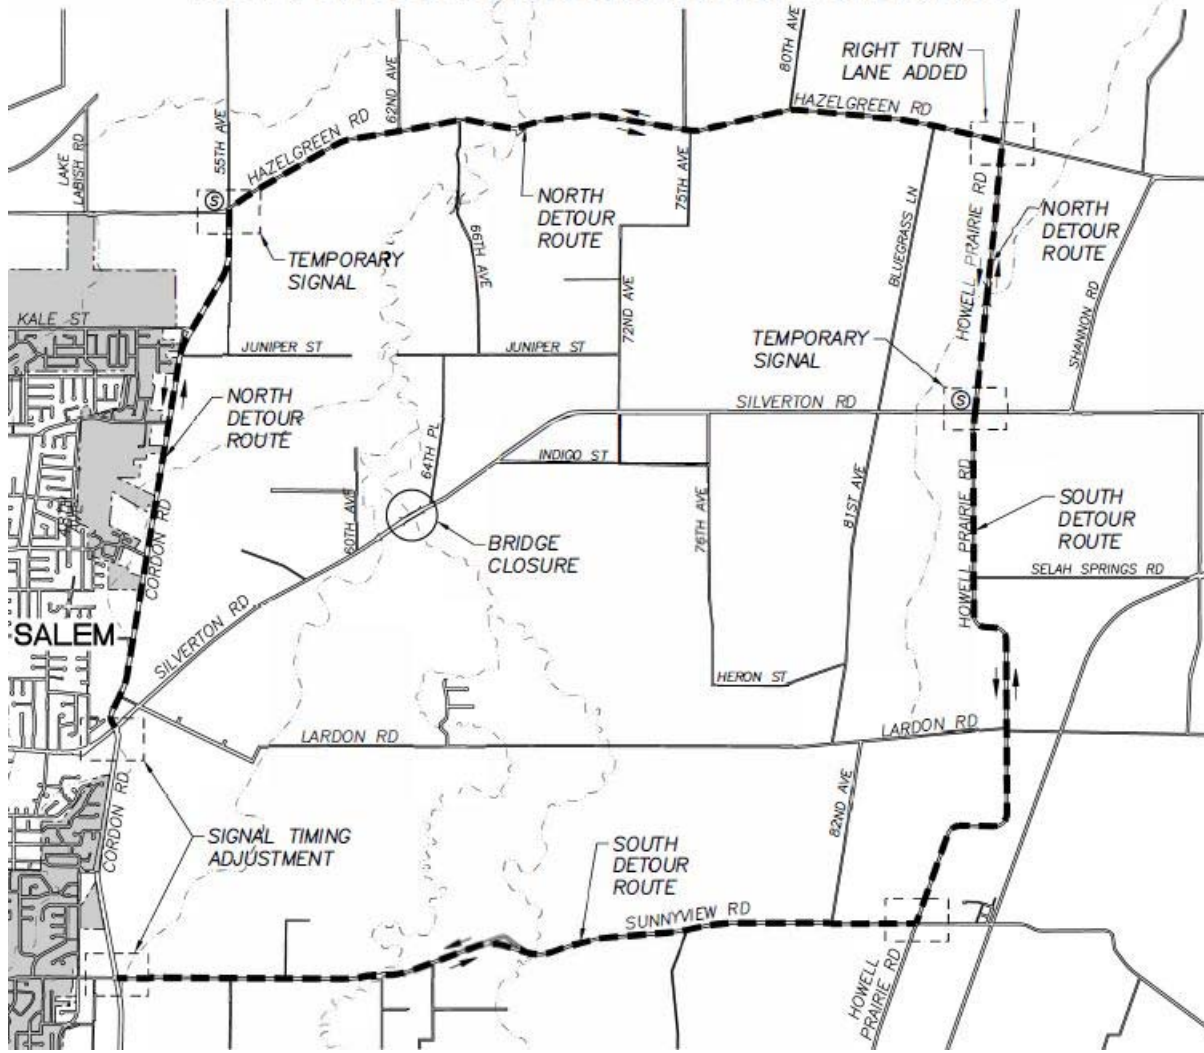 80TH AVE
RIGHT TURN
LANE ADDED
62ND AVE
HAZELGREEN RD
55TH AVE
HAZELGREEN RD
LAKE
LABISH RD
S
NORTH
DETOUR
ROUTE
75TH AVE
BLUEGRASS LN
HOWELL PRAIRIE RD
NORTH
DETOUR
ROUTE
66TH AVE
TEMPORARY
SIGNAL
72ND AVE
SHANNON RD
KALE ST
JUNIPER ST
JUNIPER ST
TEMPORARY
SIGNAL
S
SILVERTON RD
NORTH
DETOUR
ROUTE
64TH PL
INDIGO ST
60TH AVE
76TH AVE
81ST AVE
HOWELL PRAIRIE RD
SOUTH
DETOUR
ROUTE
CORDON RD
BRIDGE
CLOSURE
SELAH SPRINGS RD
SALEM
SILVERTON RD
HERON ST
LARDON RD
LARDON RD
CORDON RD
82ND AVE
SIGNAL TIMING
ADJUSTMENT
SOUTH
DETOUR
ROUTE
SUNNYVIEW RD
HOWELL
PRAIRIE RD